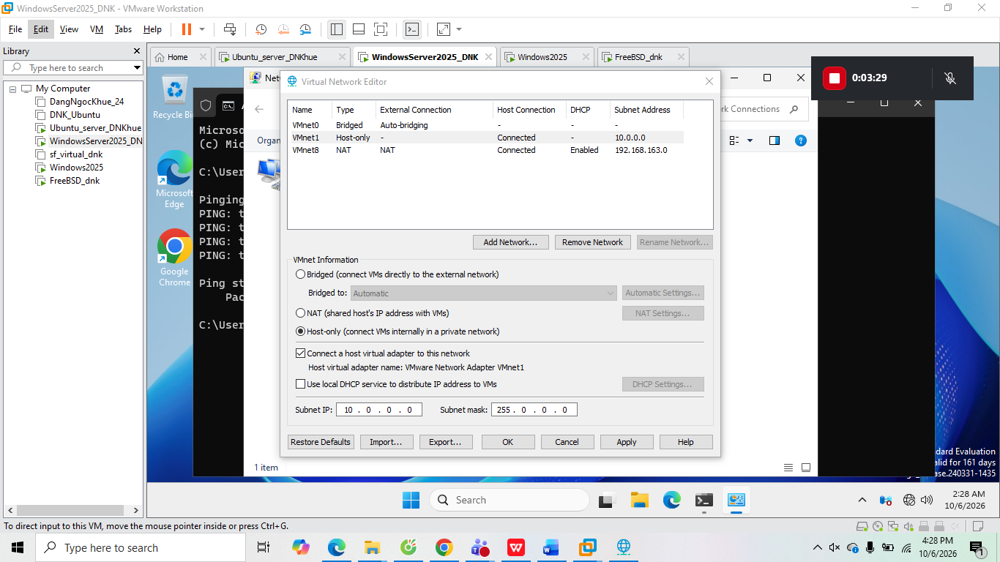 WindowsServer2025_DNK - VMware Workstation
File Edit View VM Tabs Help
Library
Type here to search
My Computer
DangNgocKhue_24
DNK_Ubuntu
Ubuntu_server_DNKhue
WindowsServer2025_DN
sf_virtual_dnk
Windows2025
FreeBSD_dnk
Home Ubuntu_server_DNKhue WindowsServer2025_DNK Windows2025 FreeBSD_dnk
0:03:29
Recycle Bi
Microsoft
Edge
Google
Chrome
Micros
(c) Mic
C:\User
Pinging
PING: t
PING: t
PING: t
PING: t
Ping st
Pac
C:\User
Net
rk Connections
Organ
1 item
Virtual Network Editor
Name Type External Connection Host Connection DHCP Subnet Address
VMnet0 Bridged Auto-bridging - - -
VMnet1 Host-only - Connected - 10.0.0.0
VMnet8 NAT NAT Connected Enabled 192.168.163.0
Add Network... Remove Network Rename Network...
VMnet Information
Bridged (connect VMs directly to the external network)
Bridged to: Automatic Automatic Settings...
NAT (shared host's IP address with VMs) NAT Settings...
Host-only (connect VMs internally in a private network)
Connect a host virtual adapter to this network
Host virtual adapter name: VMware Network Adapter VMnet1
Use local DHCP service to distribute IP address to VMs DHCP Settings...
Subnet IP: 10 . 0 . 0 . 0 Subnet mask: 255 . 0 . 0 . 0
Restore Defaults Import... Export... OK Cancel Apply Help
dard Evaluation
alid for 161 days
ase.240331-1435
Search
2:28 AM
10/6/2026
To direct input to this VM, move the mouse pointer inside or press Ctrl+G.
Type here to search
4:28 PM
10/6/2026
1